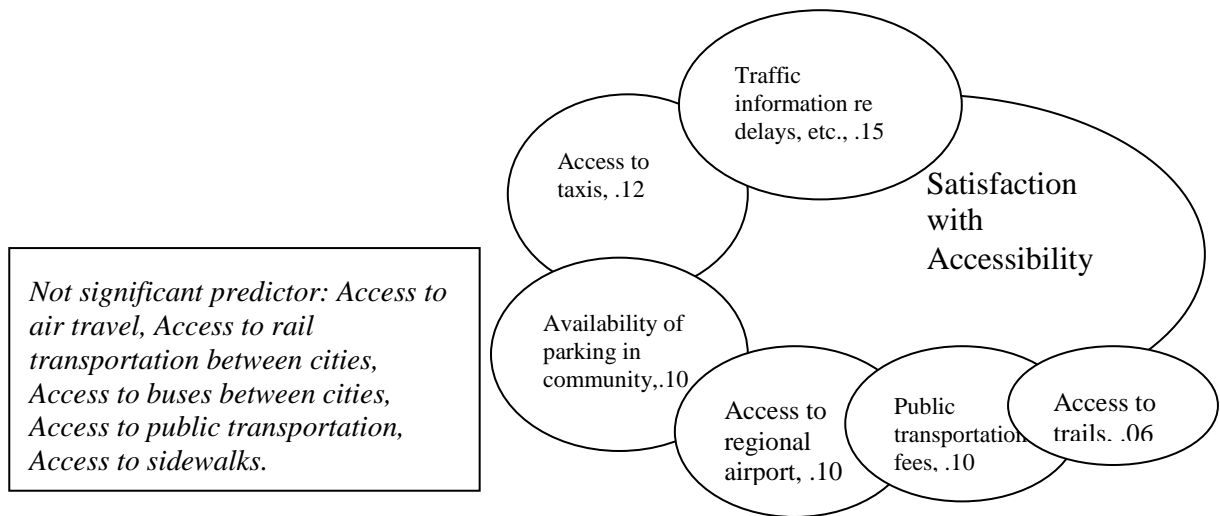 Traffic
information re
delays, etc., .15
Access to
taxis, .12
Satisfaction
with
Accessibility
Not significant predictor: Access to
air travel, Access to rail
transportation between cities,
Access to buses between cities,
Access to public transportation,
Access to sidewalks.
Availability of
parking in
community,.10
Access to
regional
airport, .10
Public
transportation
fees, .10
Access to
trails, .06